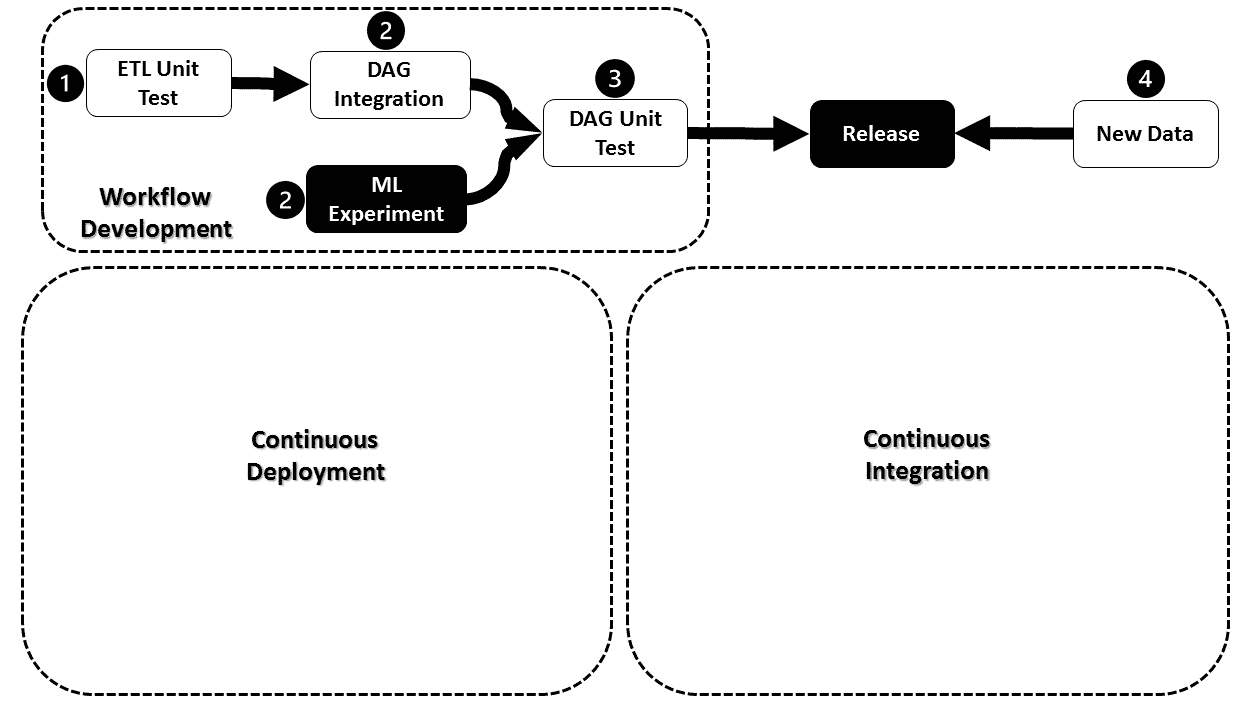 1
ETL Unit
Test
2
DAG
Integration
2
ML
Experiment
3
DAG Unit
Test
Release
4
New Data
Workflow
Development
Continuous
Deployment
Continuous
Integration